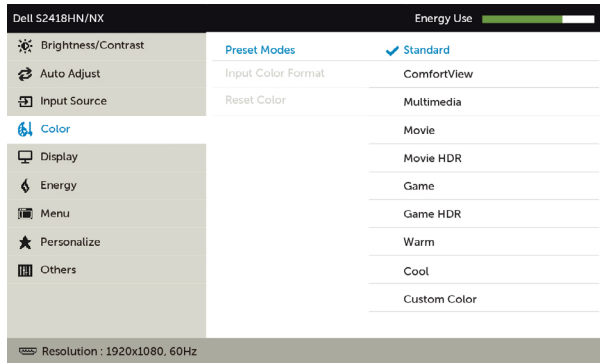 Dell S2418HN/NX
Energy Use
Brightness/Contrast
Auto Adjust
Input Source
Color
Display
Energy
Menu
Personalize
Others
Preset Modes
Input Color Format
Reset Color
Standard
ComfortView
Multimedia
Movie
Movie HDR
Game
Game HDR
Warm
Cool
Custom Color
Resolution : 1920x1080, 60Hz